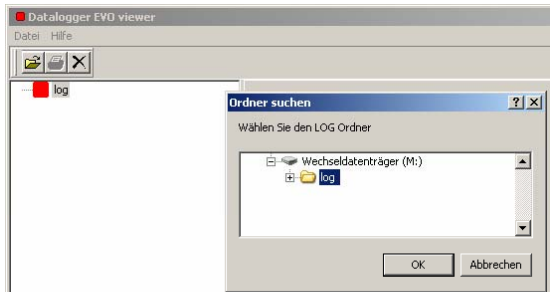 Datalogger EVO viewer
Datei Hilfe
log
Ordner suchen
Wählen Sie den LOG Ordner
Wechseldatenträger (M:)
log
OK Abbrechen